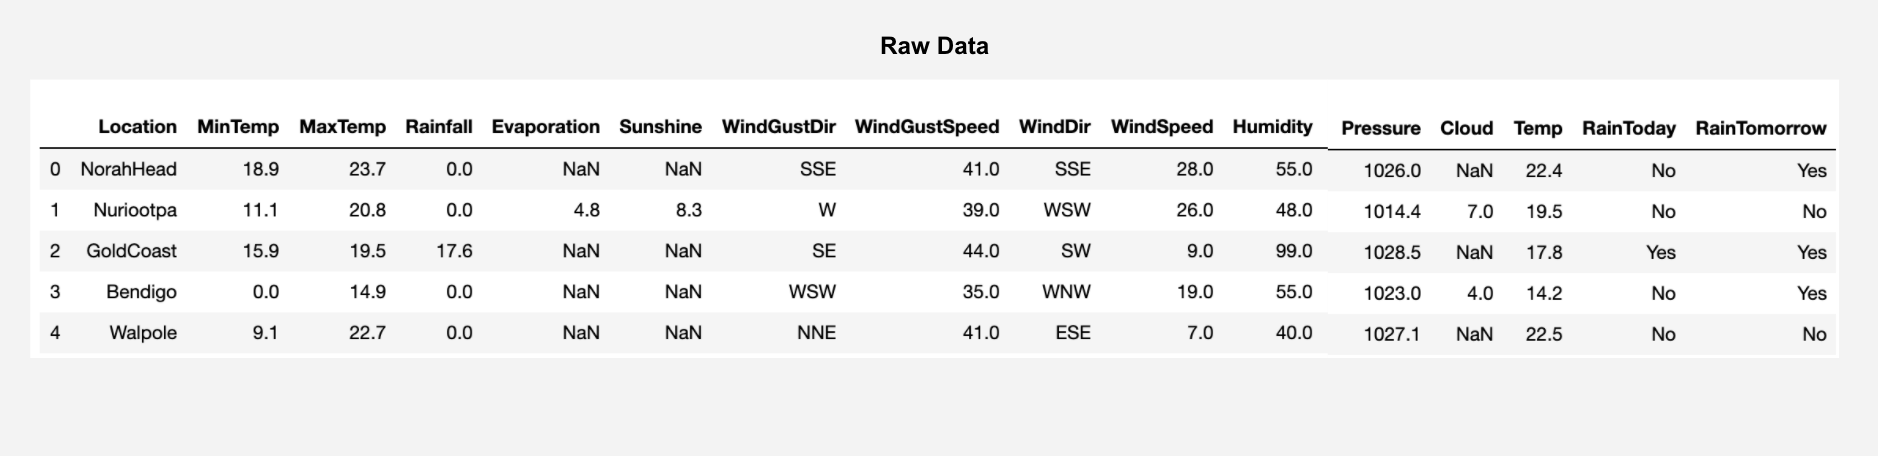 Raw Data
Location MinTemp MaxTemp Rainfall Evaporation Sunshine WindGustDir WindGustSpeed WindDir WindSpeed Humidity Pressure Cloud Temp RainToday RainTomorrow
0 NorahHead 18.9 23.7 0.0 NaN NaN SSE 41.0 SSE 28.0 55.0 1026.0 NaN 22.4 No Yes
1 Nuriootpa 11.1 20.8 0.0 4.8 8.3 W 39.0 WSW 26.0 48.0 1014.4 7.0 19.5 No No
2 GoldCoast 15.9 19.5 17.6 NaN NaN SE 44.0 SW 9.0 99.0 1028.5 NaN 17.8 Yes Yes
3 Bendigo 0.0 14.9 0.0 NaN NaN WSW 35.0 WNW 19.0 55.0 1023.0 4.0 14.2 No Yes
4 Walpole 9.1 22.7 0.0 NaN NaN NNE 41.0 ESE 7.0 40.0 1027.1 NaN 22.5 No No